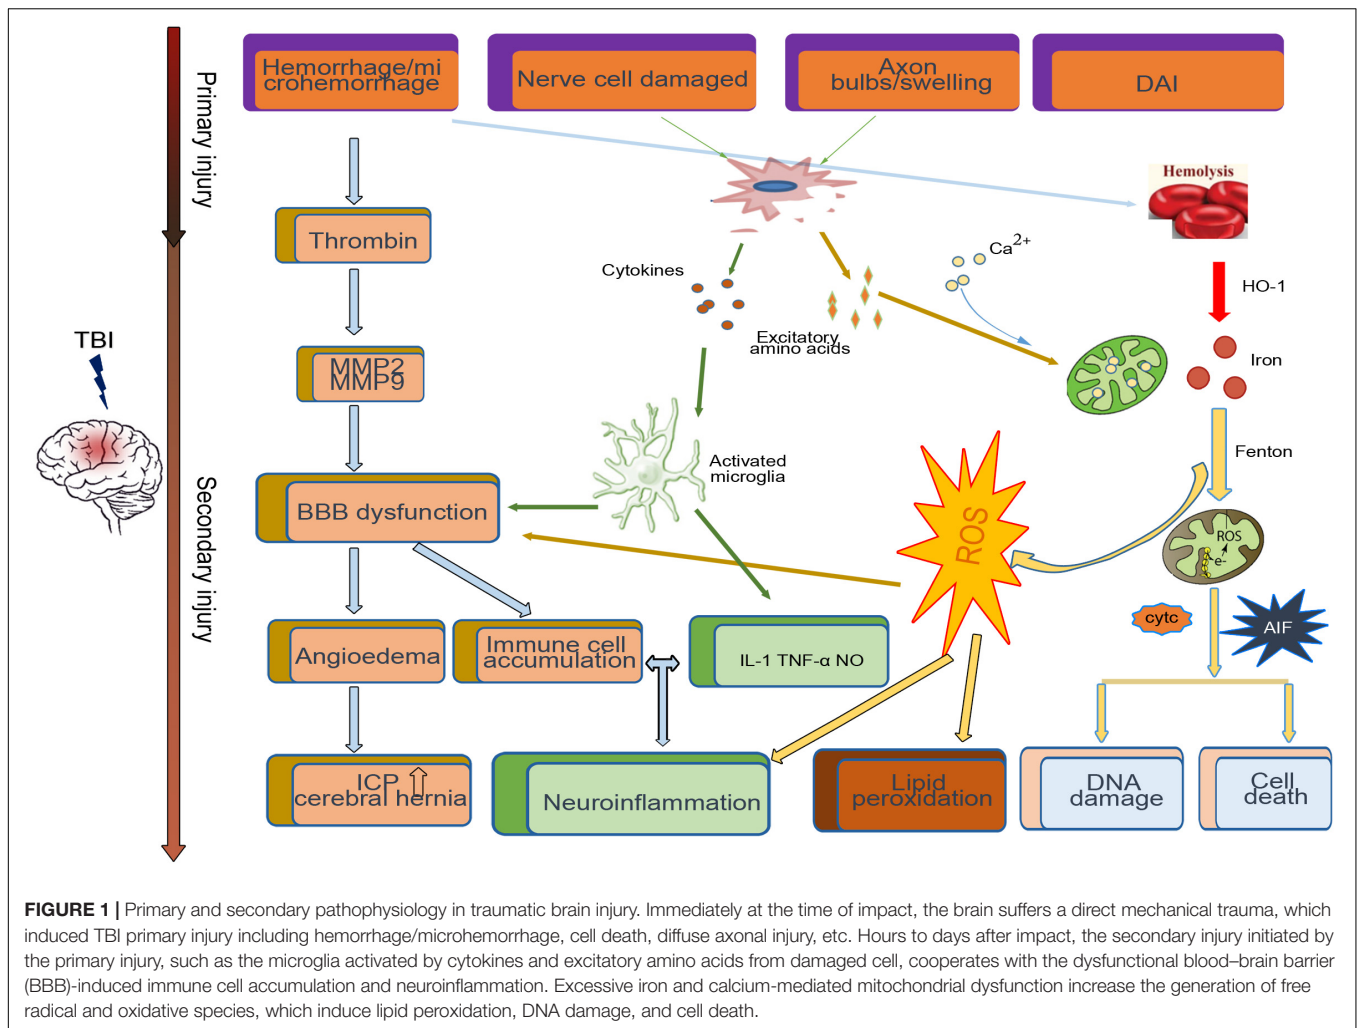 Primary injury
Hemorrhage/mi
crohemorrhage
Nerve cell damaged
Axon
bulbs/swelling
DAI
Hemolysis
Thrombin
Cytokines
Ca2+
HO-1
Excitatory
amino acids
Iron
TBI
MMP2
MMP9
Fenton
Activated
microglia
Secondary injury
BBB dysfunction
ROS
ROS
e-
cytc
AIF
Angioedema
Immune cell
accumulation
IL-1 TNF-α NO
ICP
cerebral hernia
Neuroinflammation
Lipid
peroxidation
DNA
damage
Cell
death
FIGURE 1 | Primary and secondary pathophysiology in traumatic brain injury. Immediately at the time of impact, the brain suffers a direct mechanical trauma, which
induced TBI primary injury including hemorrhage/microhemorrhage, cell death, diffuse axonal injury, etc. Hours to days after impact, the secondary injury initiated by
the primary injury, such as the microglia activated by cytokines and excitatory amino acids from damaged cell, cooperates with the dysfunctional blood–brain barrier
(BBB)-induced immune cell accumulation and neuroinflammation. Excessive iron and calcium-mediated mitochondrial dysfunction increase the generation of free
radical and oxidative species, which induce lipid peroxidation, DNA damage, and cell death.